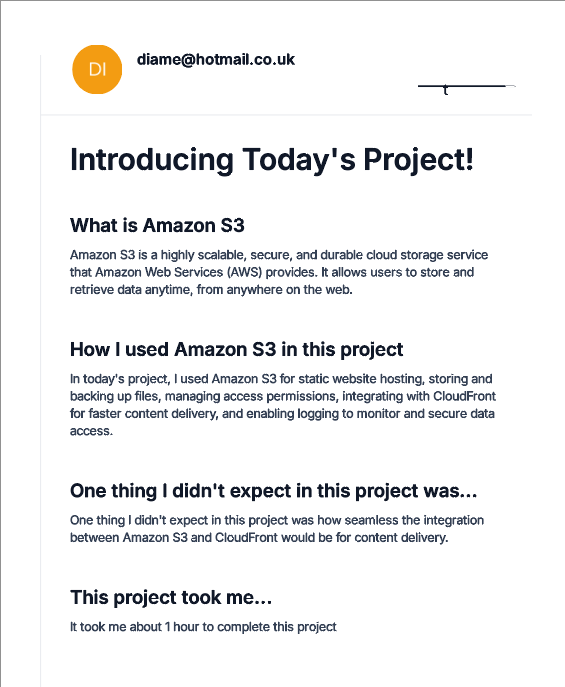 DI
diame@hotmail.co.uk
t
Introducing Today's Project!
What is Amazon S3
Amazon S3 is a highly scalable, secure, and durable cloud storage service
that Amazon Web Services (AWS) provides. It allows users to store and
retrieve data anytime, from anywhere on the web.
How I used Amazon S3 in this project
In today's project, I used Amazon S3 for static website hosting, storing and
backing up files, managing access permissions, integrating with CloudFront
for faster content delivery, and enabling logging to monitor and secure data
access.
One thing I didn't expect in this project was...
One thing I didn't expect in this project was how seamless the integration
between Amazon S3 and CloudFront would be for content delivery.
This project took me...
It took me about 1 hour to complete this project